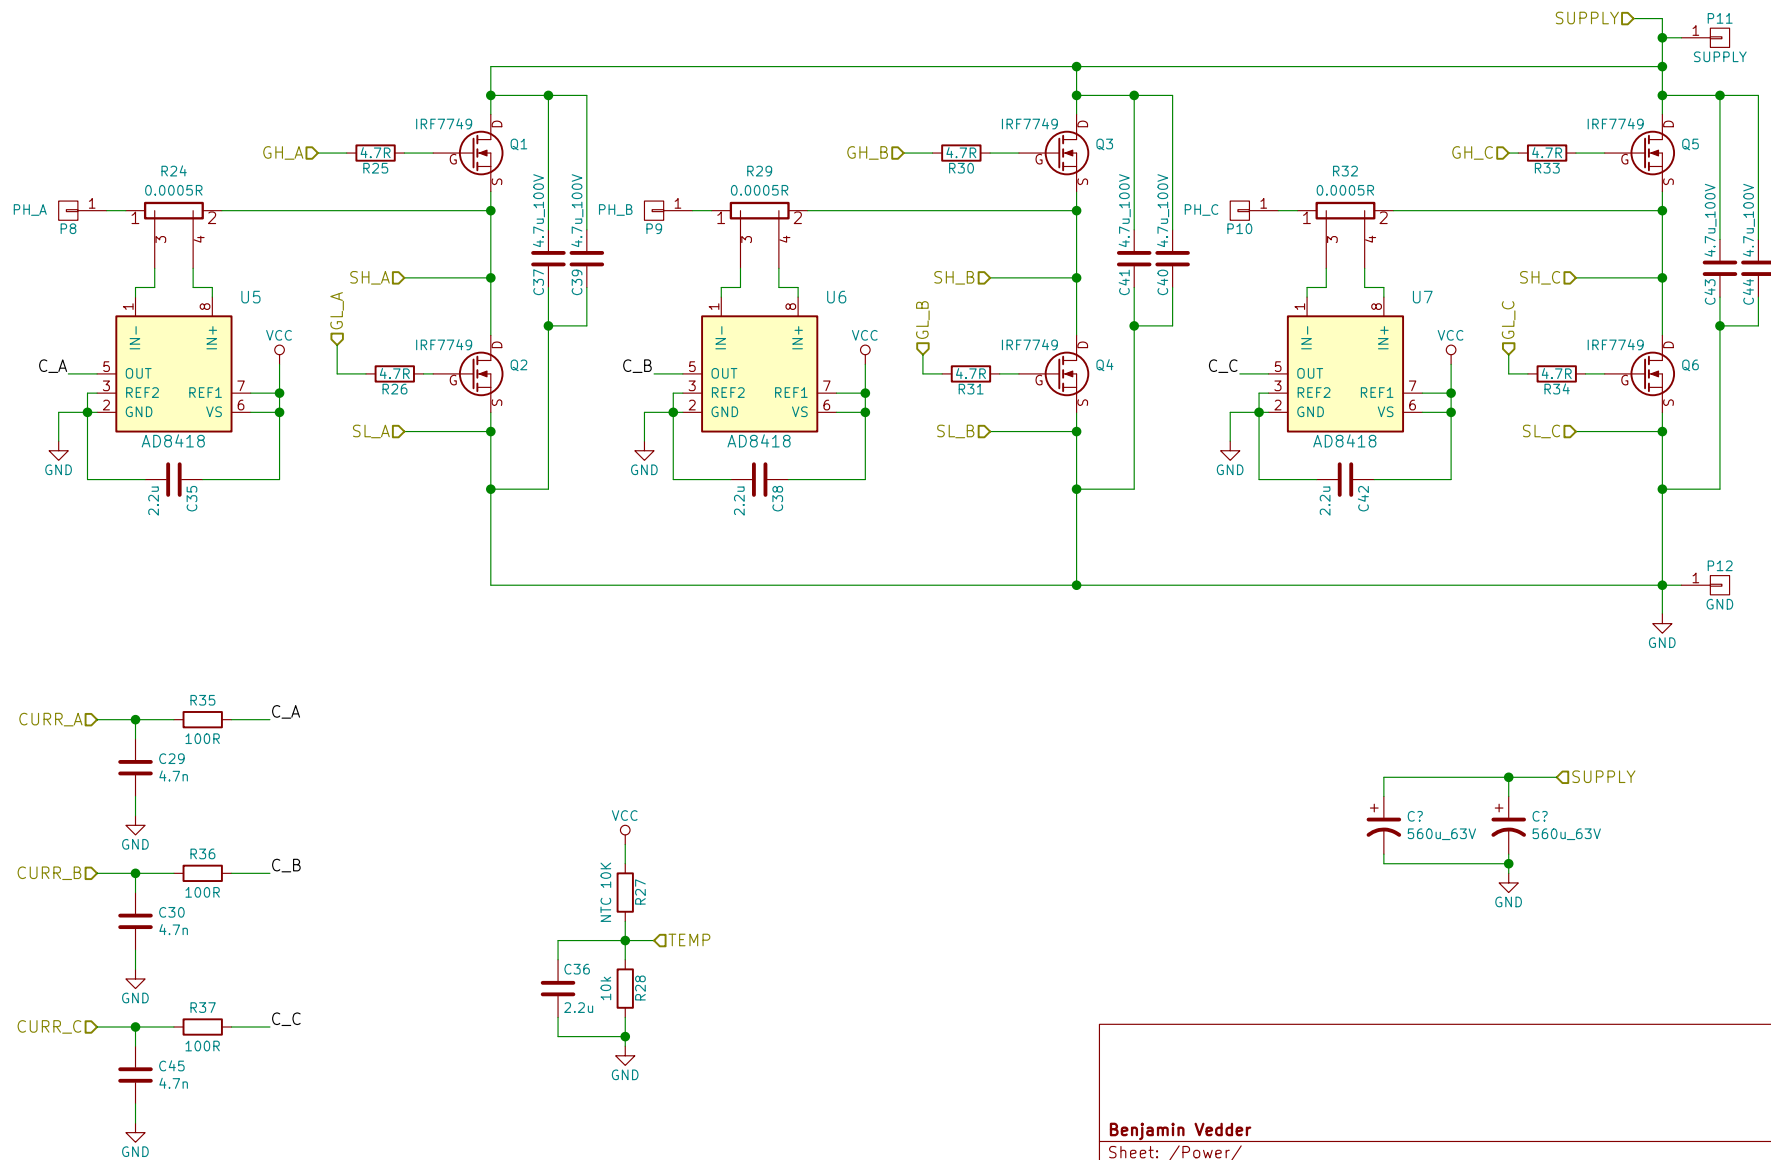 SUPPLY
P11
1
SUPPLY
IRF7749
D
Q1
GH_A
4.7R
G
R25
S
IRF7749
D
Q3
GH_B
4.7R
G
R30
S
IRF7749
D
Q5
GH_C
4.7R
G
R33
S
R24
0.0005R
PH_A
1
P8
1
2
3
4
R29
0.0005R
PH_B
1
P9
1
2
3
4
R32
0.0005R
PH_C
1
P10
1
2
3
4
4.7u_100V
C37
4.7u_100V
C39
4.7u_100V
C41
4.7u_100V
C40
4.7u_100V
C43
4.7u_100V
C44
SH_A
SH_B
SH_C
GL_A
GL_B
GL_C
1
8
U5
IN-
IN+
VCC
C_A
5
OUT
3
REF2
REF1
7
2
GND
VS
6
AD8418
GND
2.2u
C35
IRF7749
D
Q2
4.7R
G
R26
S
SL_A
1
8
U6
IN-
IN+
VCC
C_B
5
OUT
3
REF2
REF1
7
2
GND
VS
6
AD8418
GND
2.2u
C38
IRF7749
D
Q4
4.7R
G
R31
S
SL_B
1
8
U7
IN-
IN+
VCC
C_C
5
OUT
3
REF2
REF1
7
2
GND
VS
6
AD8418
GND
2.2u
C42
IRF7749
D
Q6
4.7R
G
R34
S
SL_C
P12
1
GND
GND
R35
CURR_A
C_A
100R
C29
4.7n
GND
R36
CURR_B
C_B
100R
C30
4.7n
GND
R37
CURR_C
C_C
100R
C45
4.7n
GND
VCC
NTC 10K
R27
TEMP
C36
2.2u
10k
R28
GND
SUPPLY
+
C?
560u_63V
+
C?
560u_63V
GND
Benjamin Vedder
Sheet: /Power/